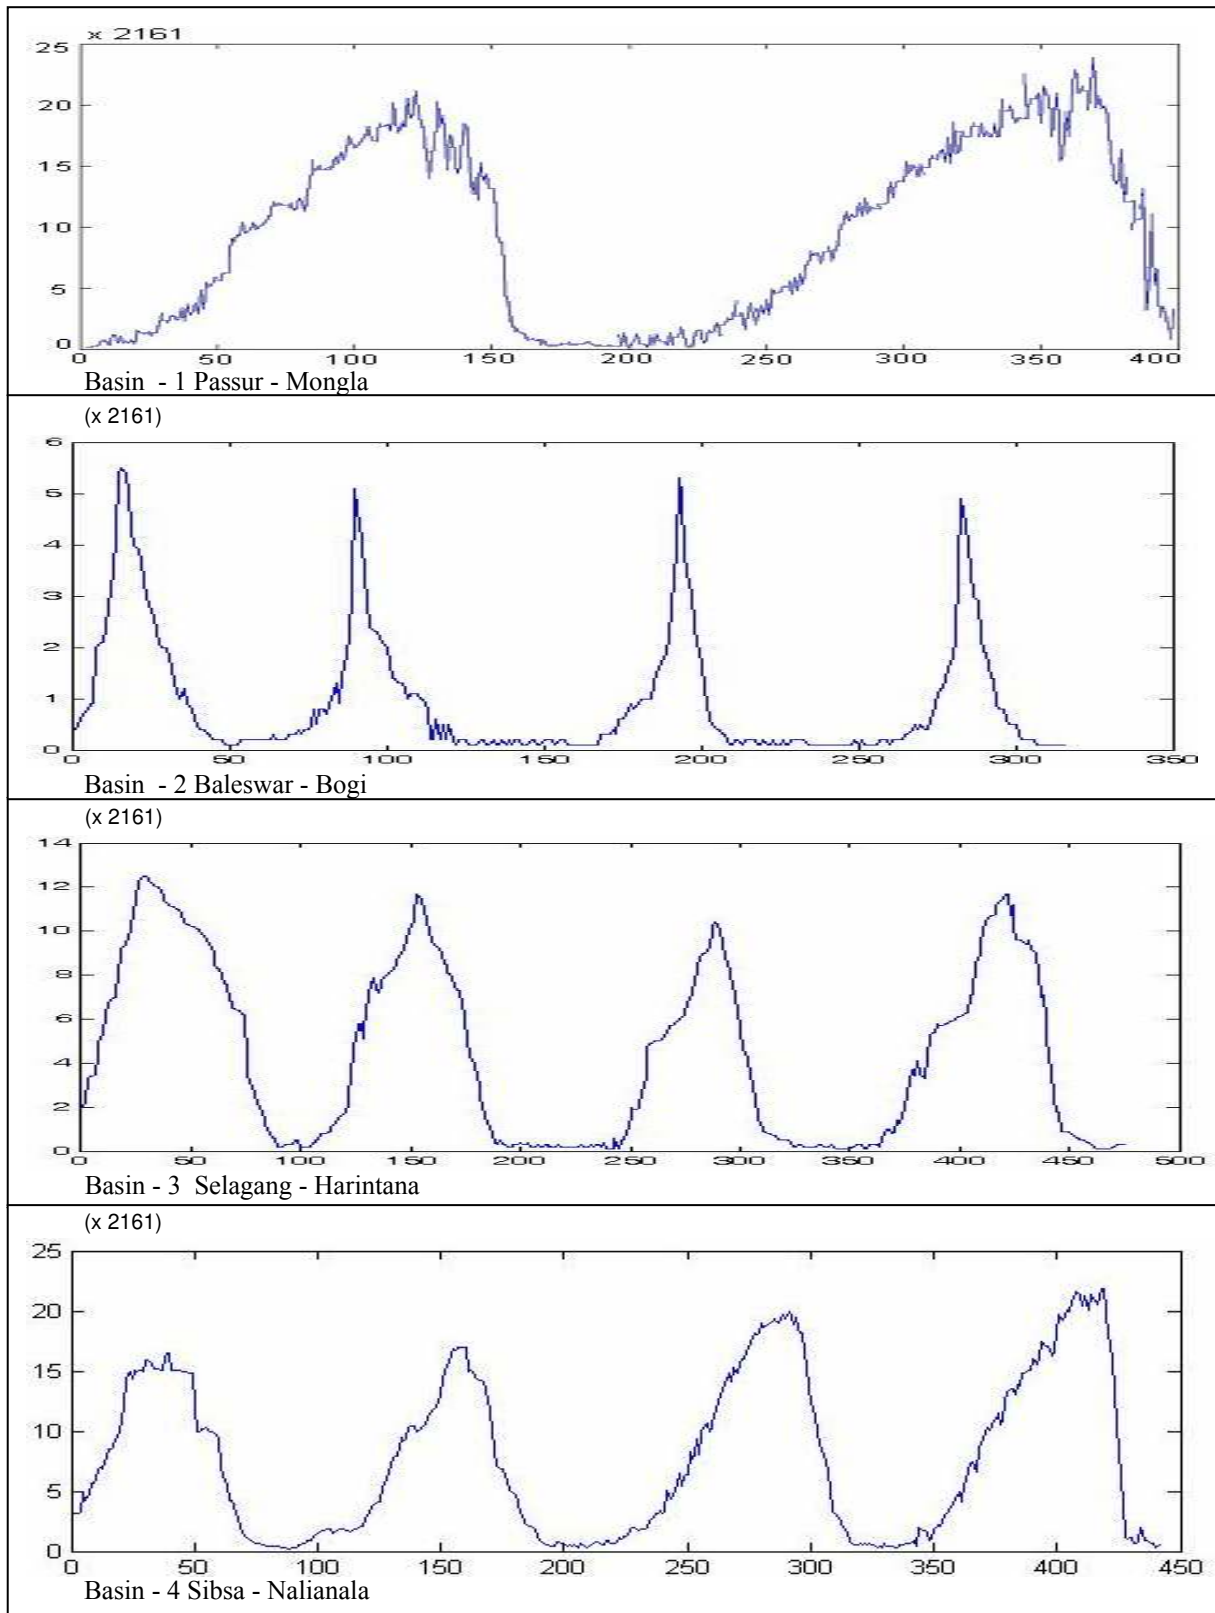 x 2161
25
20
15
10
5
0
0 50 100 150 200 250 300 350 400
Basin - 1 Passur - Mongla
(x 2161)
6
5
4
3
2
1
0
0 50 100 150 200 250 300 350
Basin - 2 Baleswar - Bogi
(x 2161)
14
12
10
8
6
4
2
0
0 50 100 150 200 250 300 350 400 450 500
Basin - 3 Selagang - Harintana
(x 2161)
25
20
15
10
5
0
0 50 100 150 200 250 300 350 400 450
Basin - 4 Sibsa - Nalianala